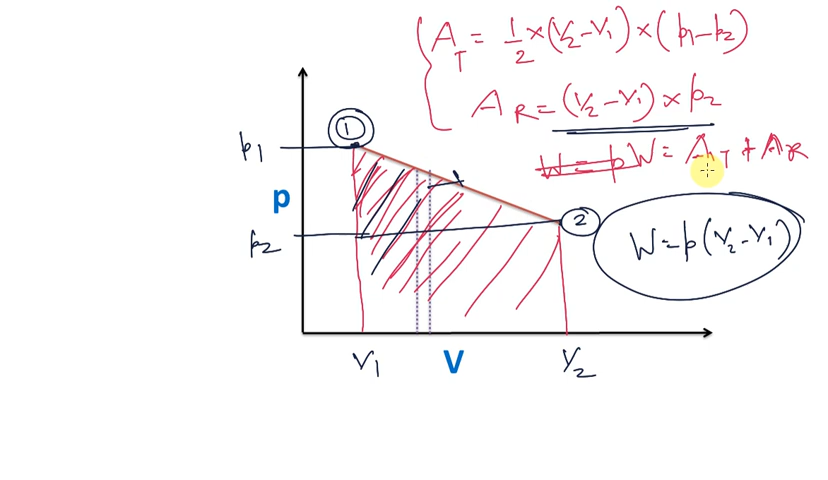 A_T = 1/2 × (V2 – V1) × (p1 – p2)
A_R = (V2 – V1) × p2
W = p W = A_T + A_R
1
p1
p
2
p2
W = p(V2 – V1)
V1 V V2